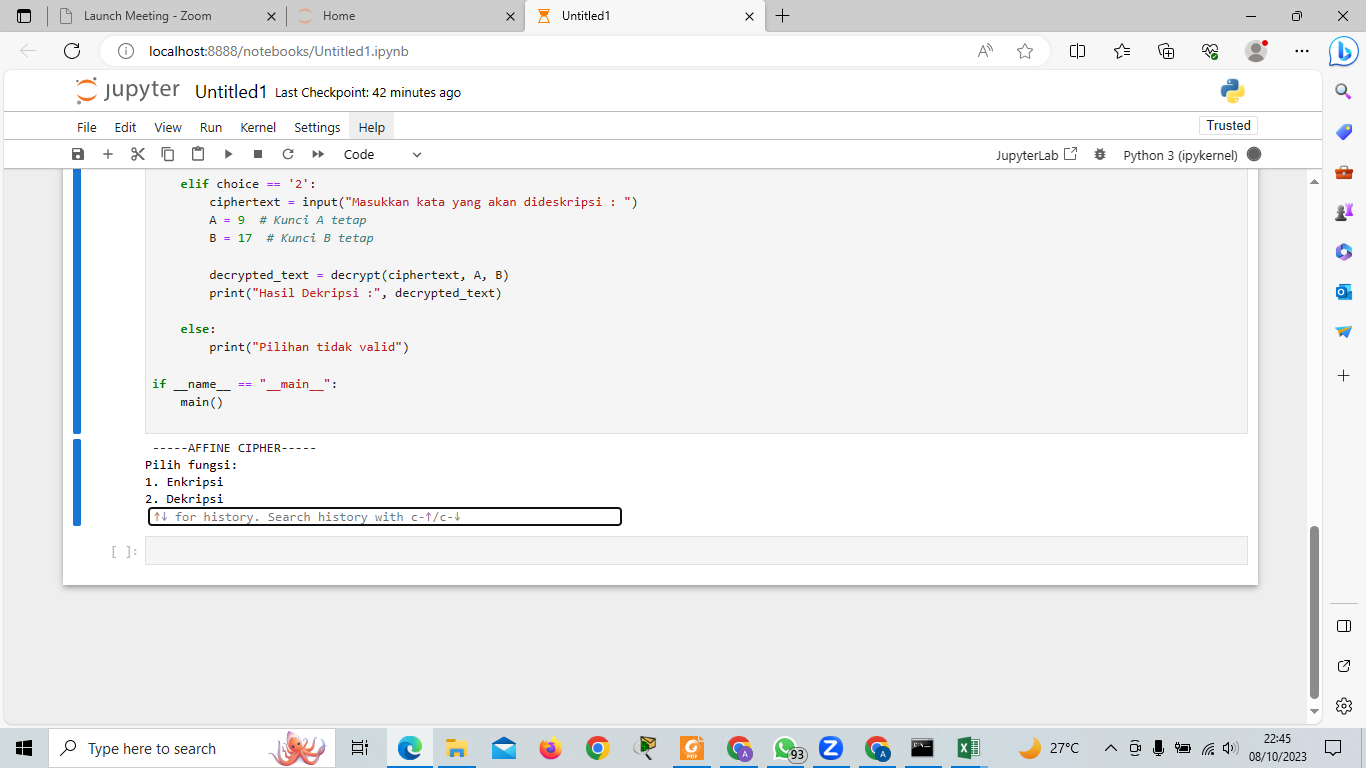 Launch Meeting - Zoom
Home
Untitled1
localhost:8888/notebooks/Untitled1.ipynb
jupyter Untitled1 Last Checkpoint: 42 minutes ago
File Edit View Run Kernel Settings Help
Trusted
Code
JupyterLab
Python 3 (ipykernel)
elif choice == '2':
ciphertext = input("Masukkan kata yang akan dideskripsi : ")
A = 9 # Kunci A tetap
B = 17 # Kunci B tetap
decrypted_text = decrypt(ciphertext, A, B)
print("Hasil Dekripsi :", decrypted_text)
else:
print("Pilihan tidak valid")
if __name__ == "__main__":
main()
-----AFFINE CIPHER-----
Pilih fungsi:
1. Enkripsi
2. Dekripsi
↑↓ for history. Search history with c-↑/c-↓
[ ]:
Type here to search
93
27°C
22:45
08/10/2023